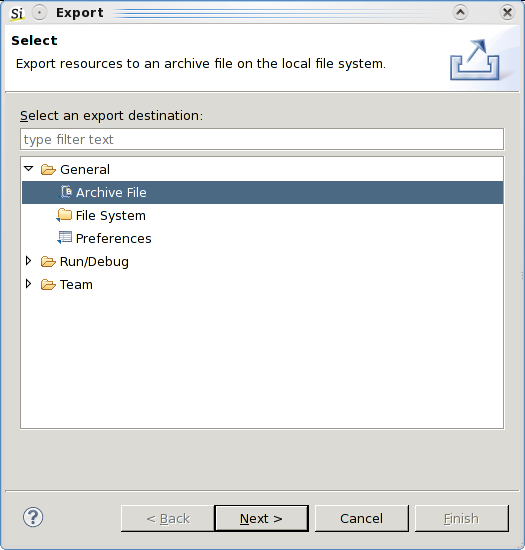 Si Export
Select
Export resources to an archive file on the local file system.
Select an export destination:
type filter text
General
Archive File
File System
Preferences
Run/Debug
Team
? < Back Next > Cancel Finish